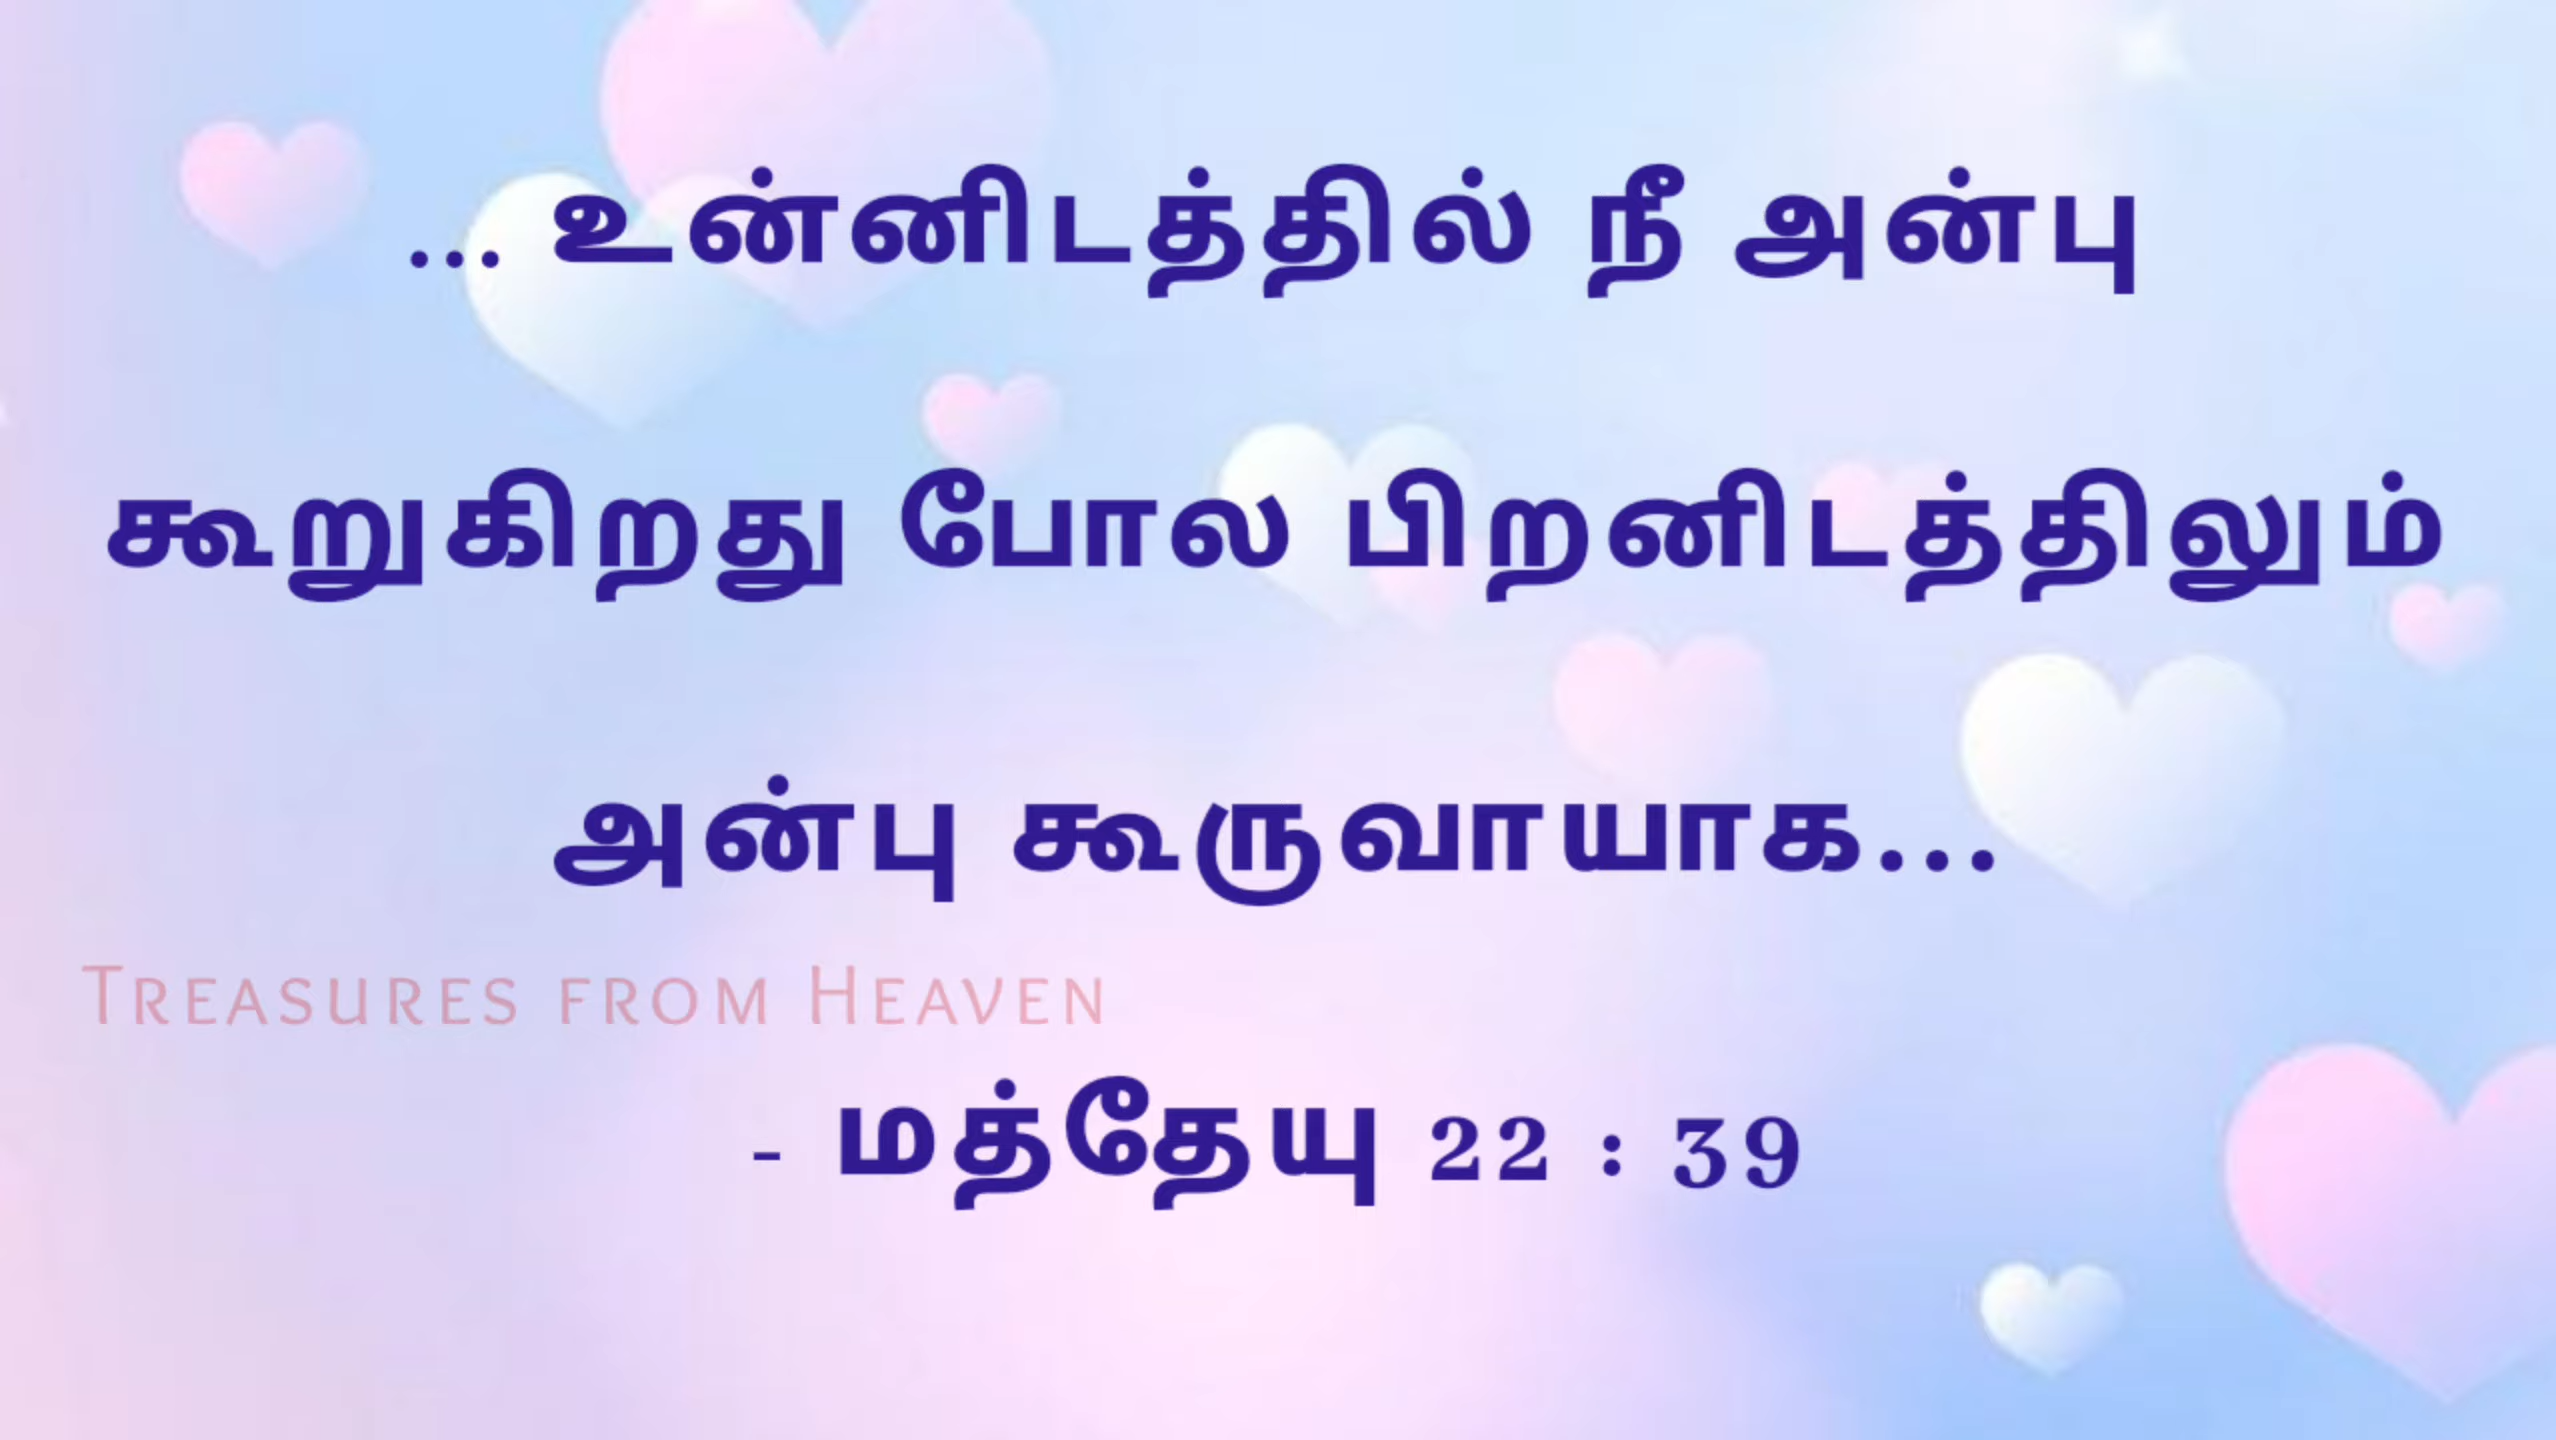 ... உன்னிடத்தில் நீ அன்பு
கூறுகிறது போல பிறனிடத்திலும்
அன்பு கூருவாயாக...
TREASURES FROM HEAVEN
- மத்தேயு 22 : 39